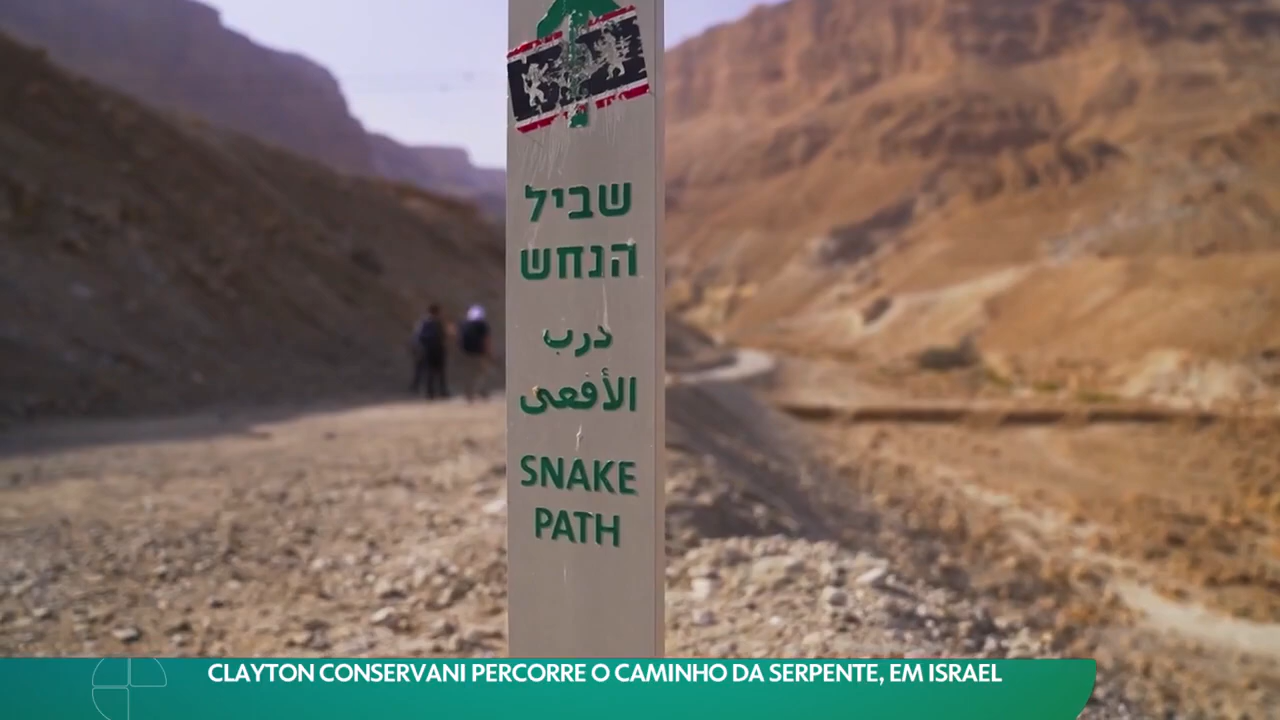 שביל
הנחש
درب
الأفعى
SNAKE
PATH
CLAYTON CONSERVANI PERCORRE O CAMINHO DA SERPENTE, EM ISRAEL